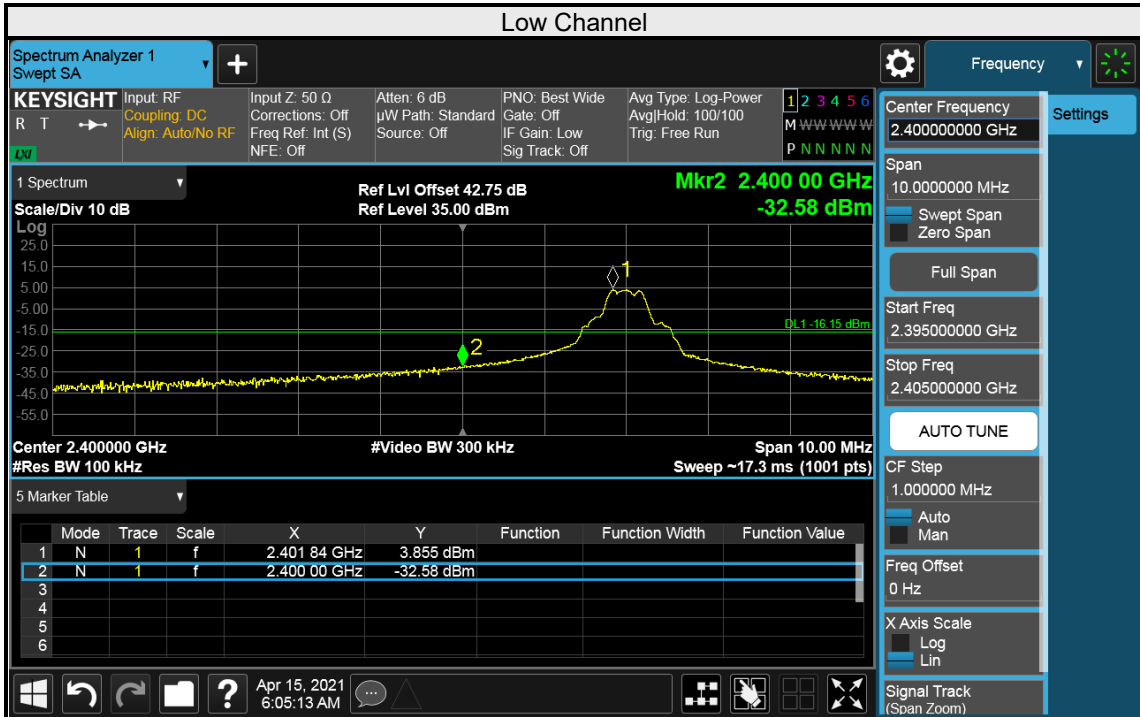 Low Channel
Spectrum Analyzer 1
Swept SA
Frequency
KEYSIGHT
R T
LXI
Input: RF
Coupling: DC
Align: Auto/No RF
Input Z: 50 Ω
Corrections: Off
Freq Ref: Int (S)
NFE: Off
Atten: 6 dB
µW Path: Standard
Source: Off
PNO: Best Wide
Gate: Off
IF Gain: Low
Sig Track: Off
Avg Type: Log-Power
Avg|Hold: 100/100
Trig: Free Run
1 2 3 4 5 6
M W W W W W
P N N N N N
1 Spectrum
Scale/Div 10 dB
Ref Lvl Offset 42.75 dB
Ref Level 35.00 dBm
Mkr2 2.400 00 GHz
-32.58 dBm
Log
25.0
15.0
5.00
-5.00
-15.0
-25.0
-35.0
-45.0
-55.0
1
2
DL1 -16.15 dBm
Center 2.400000 GHz
#Video BW 300 kHz
Span 10.00 MHz
#Res BW 100 kHz
Sweep ~17.3 ms (1001 pts)
5 Marker Table
Mode Trace Scale X Y Function Function Width Function Value
1 N 1 f 2.401 84 GHz 3.855 dBm
2 N 1 f 2.400 00 GHz -32.58 dBm
3
4
5
6
?
Apr 15, 2021
6:05:13 AM
Center Frequency
2.400000000 GHz
Span
10.0000000 MHz
Swept Span
Zero Span
Full Span
Start Freq
2.395000000 GHz
Stop Freq
2.405000000 GHz
AUTO TUNE
CF Step
1.000000 MHz
Auto
Man
Freq Offset
0 Hz
X Axis Scale
Log
Lin
Signal Track
(Span Zoom)
Settings